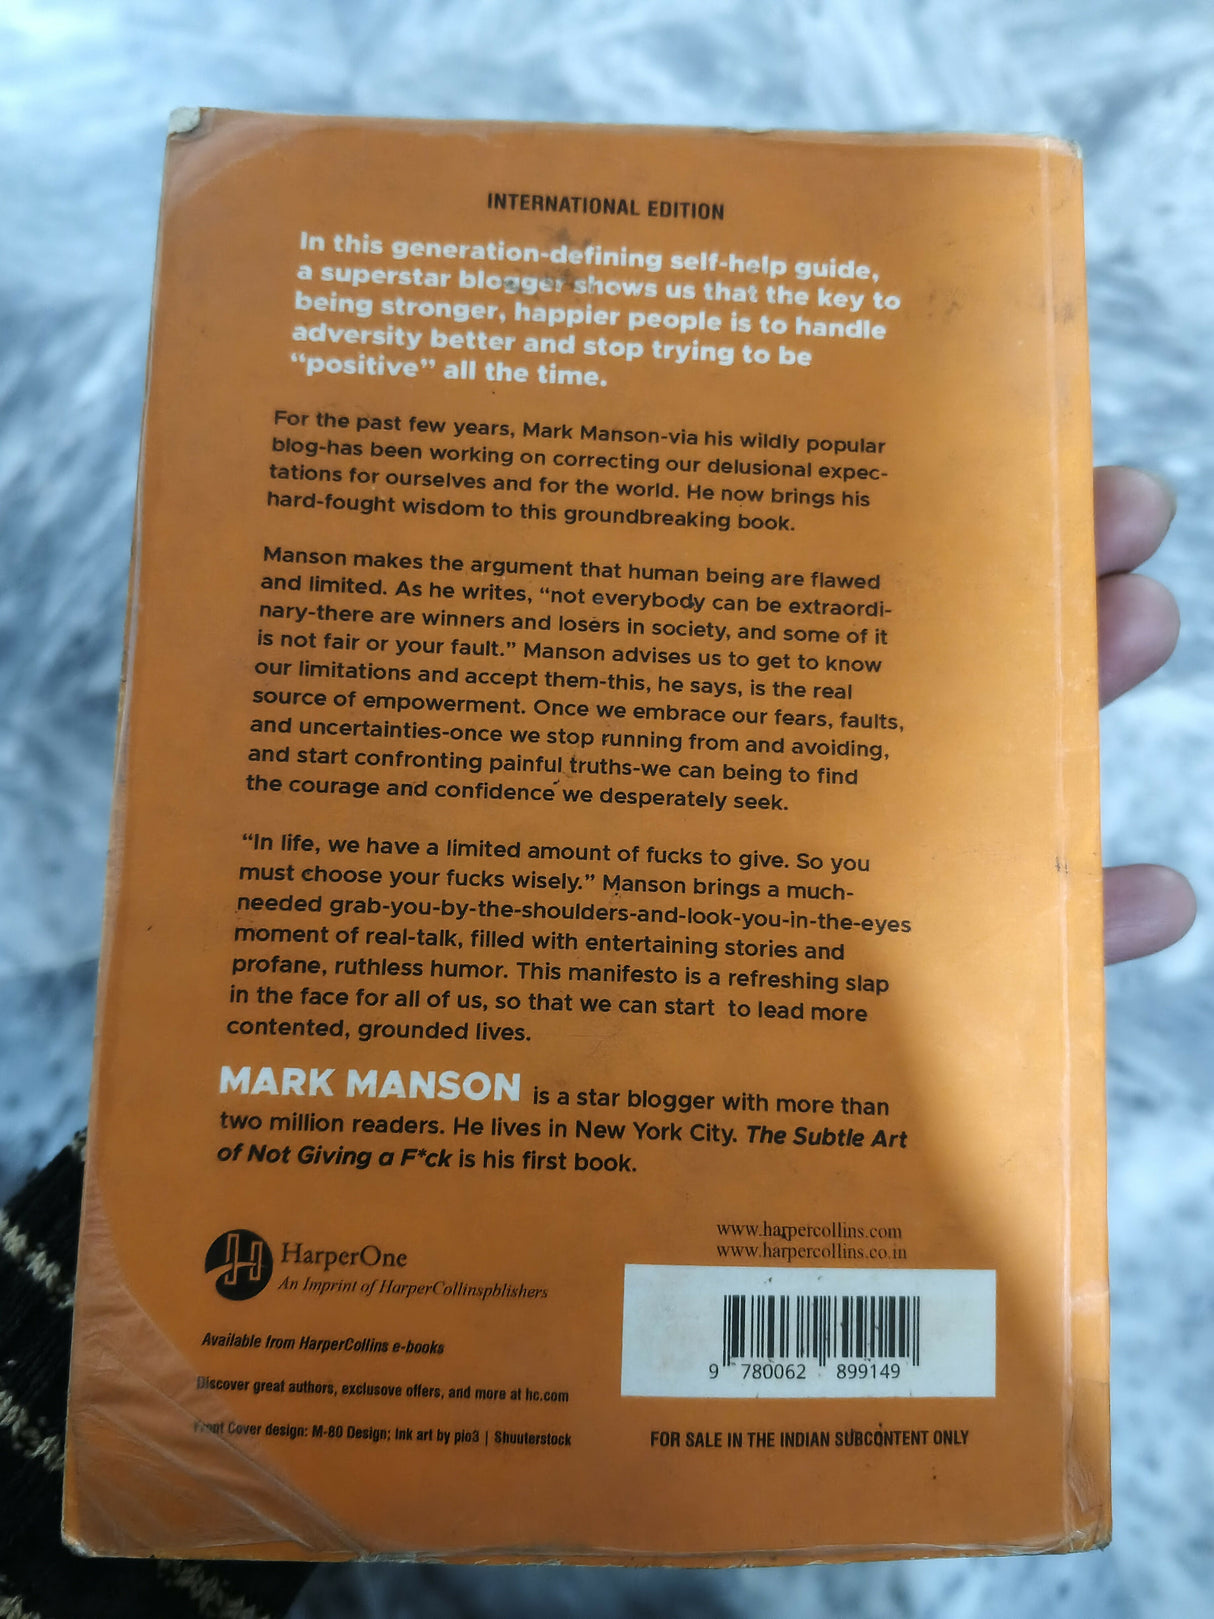 INTERNATIONAL EDITION
In this generation-defining self-help guide,
a superstar blogger shows us that the key to
being stronger, happier people is to handle
adversity better and stop trying to be
“positive” all the time.
For the past few years, Mark Manson-via his wildly popular
blog-has been working on correcting our delusional expec-
tations for ourselves and for the world. He now brings his
hard-fought wisdom to this groundbreaking book.
Manson makes the argument that human being are flawed
and limited. As he writes, “not everybody can be extraordi-
nary-there are winners and losers in society, and some of it
is not fair or your fault.” Manson advises us to get to know
our limitations and accept them-this, he says, is the real
source of empowerment. Once we embrace our fears, faults,
and uncertainties-once we stop running from and avoiding,
and start confronting painful truths-we can being to find
the courage and confidence we desperately seek.
“In life, we have a limited amount of fucks to give. So you
must choose your fucks wisely.” Manson brings a much-
needed grab-you-by-the-shoulders-and-look-you-in-the-eyes
moment of real-talk, filled with entertaining stories and
profane, ruthless humor. This manifesto is a refreshing slap
in the face for all of us, so that we can start to lead more
contented, grounded lives.
MARK MANSON is a star blogger with more than
two million readers. He lives in New York City. The Subtle Art
of Not Giving a F*ck is his first book.
HarperOne
An Imprint of HarperCollinspblishers
Available from HarperCollins e-books
Discover great authors, exclusove offers, and more at hc.com
Front Cover design: M-80 Design; Ink art by pio3 | Shuuterstock
www.harpercollins.com
www.harpercollins.co.in
9 780062 899149
FOR SALE IN THE INDIAN SUBCONTENT ONLY